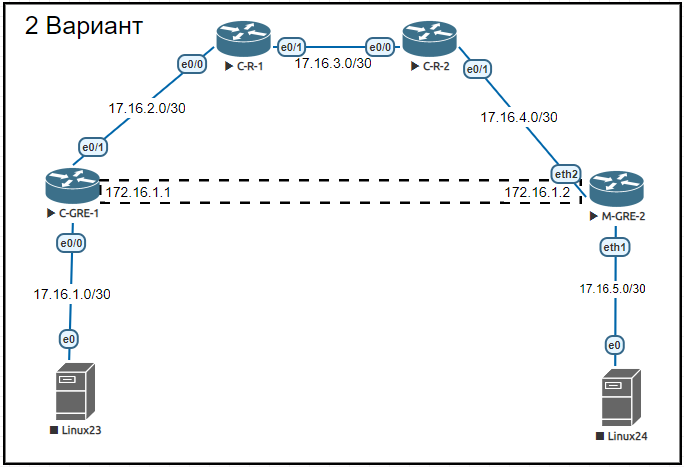 2 Вариант
e0/1
17.16.3.0/30
e0/0
C-R-1
C-R-2
e0/0
e0/1
17.16.2.0/30
17.16.4.0/30
e0/1
eth2
172.16.1.1
172.16.1.2
C-GRE-1
M-GRE-2
e0/0
eth1
17.16.1.0/30
17.16.5.0/30
e0
e0
Linux23
Linux24